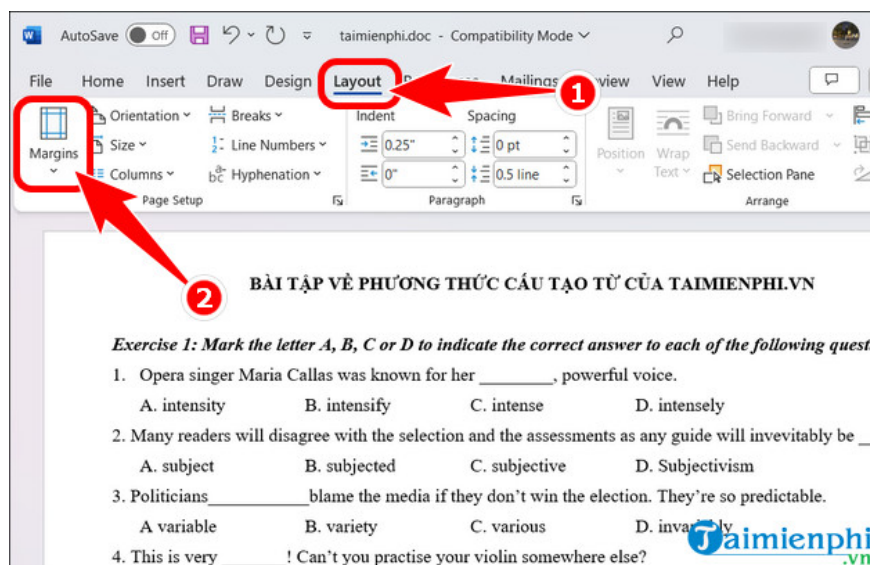 AutoSave Off taimienphi.doc - Compatibility Mode
File Home Insert Draw Design Layout Mailings View Help
1
Margins Orientation Breaks Indent Spacing Position Wrap Text Bring Forward
Size Line Numbers 0.25" 0 pt Send Backward
Columns Hyphenation 0" 0.5 line Selection Pane
Page Setup Paragraph Arrange
2
BÀI TẬP VỀ PHƯƠNG THỨC CẤU TẠO TỪ CỦA TAIMIENPHI.VN
Exercise 1: Mark the letter A, B, C or D to indicate the correct answer to each of the following quest
1. Opera singer Maria Callas was known for her ________, powerful voice.
A. intensity B. intensify C. intense D. intensely
2. Many readers will disagree with the selection and the assessments as any guide will invevitably be _
A. subject B. subjected C. subjective D. Subjectivism
3. Politicians___________blame the media if they don't win the election. They're so predictable.
A variable B. variety C. various D. invariably
4. This is very _______! Can't you practise your violin somewhere else?
Taimienphi
.vn